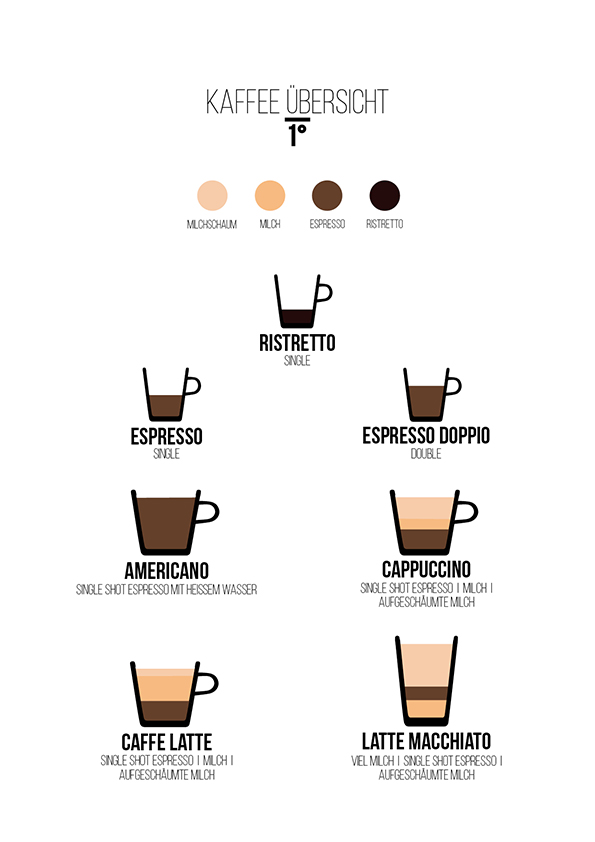 KAFFEE ÜBERSICHT
1°
MILCHSCHAUM
MILCH
ESPRESSO
RISTRETTO
RISTRETTO
SINGLE
ESPRESSO
SINGLE
ESPRESSO DOPPIO
DOUBLE
AMERICANO
SINGLE SHOT ESPRESSO MIT HEISSEM WASSER
CAPPUCCINO
SINGLE SHOT ESPRESSO | MILCH |
AUFGESCHÄUMTE MILCH
CAFFE LATTE
SINGLE SHOT ESPRESSO | MILCH |
AUFGESCHÄUMTE MILCH
LATTE MACCHIATO
VIEL MILCH | SINGLE SHOT ESPRESSO |
AUFGESCHÄUMTE MILCH